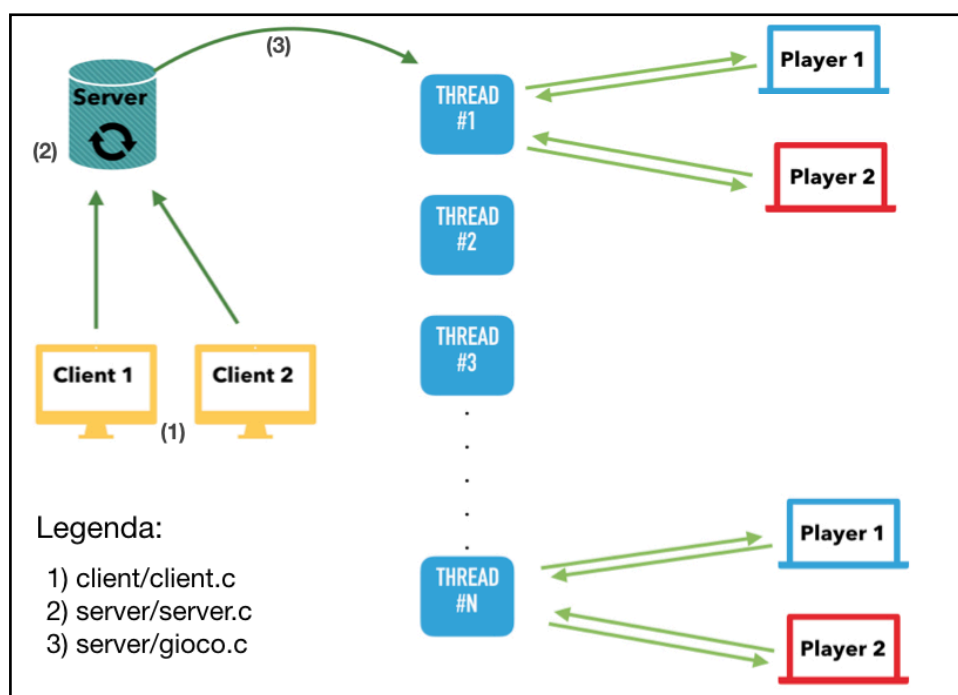 (3)
Server
(2)
Client 1
Client 2
(1)
THREAD
#1
THREAD
#2
THREAD
#3
THREAD
#N
Player 1
Player 2
Player 1
Player 2
Legenda:
1) client/client.c
2) server/server.c
3) server/gioco.c